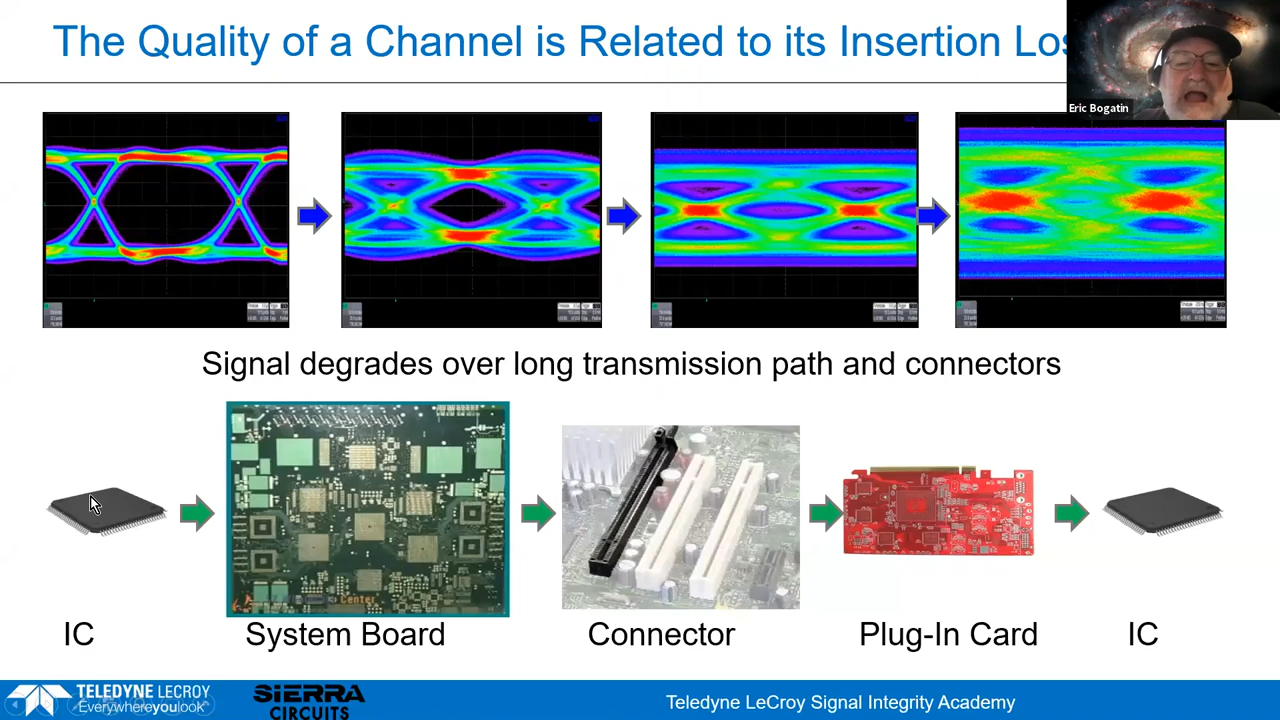 The Quality of a Channel is Related to its Insertion Los
Eric Bogatin
Signal degrades over long transmission path and connectors
Center
IC
System Board
Connector
Plug-In Card
IC
TELEDYNE LECROY
Everywhereyoulook
SIERRA
CIRCUITS
Teledyne LeCroy Signal Integrity Academy